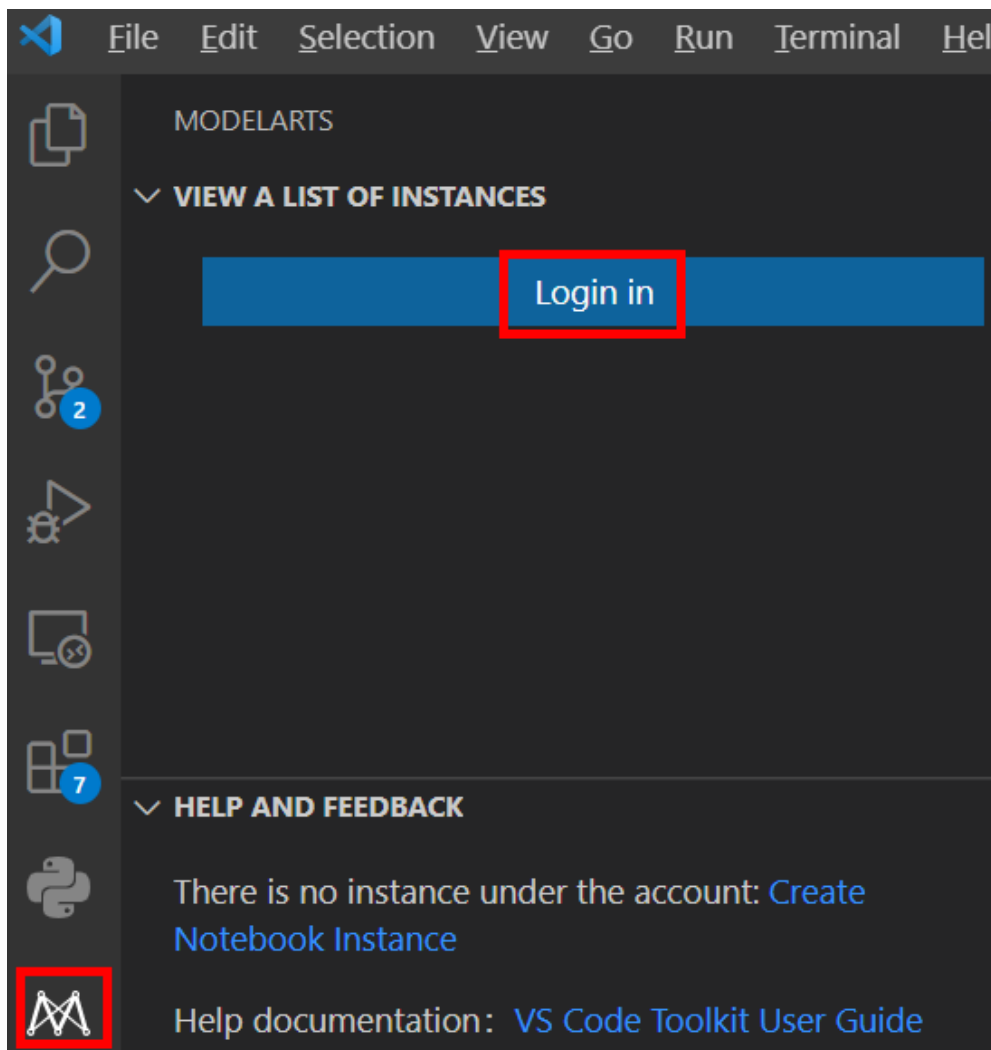 File Edit Selection View Go Run Terminal Hel
MODELARTS
VIEW A LIST OF INSTANCES
Login in
2
7
HELP AND FEEDBACK
There is no instance under the account: Create
Notebook Instance
Help documentation： VS Code Toolkit User Guide